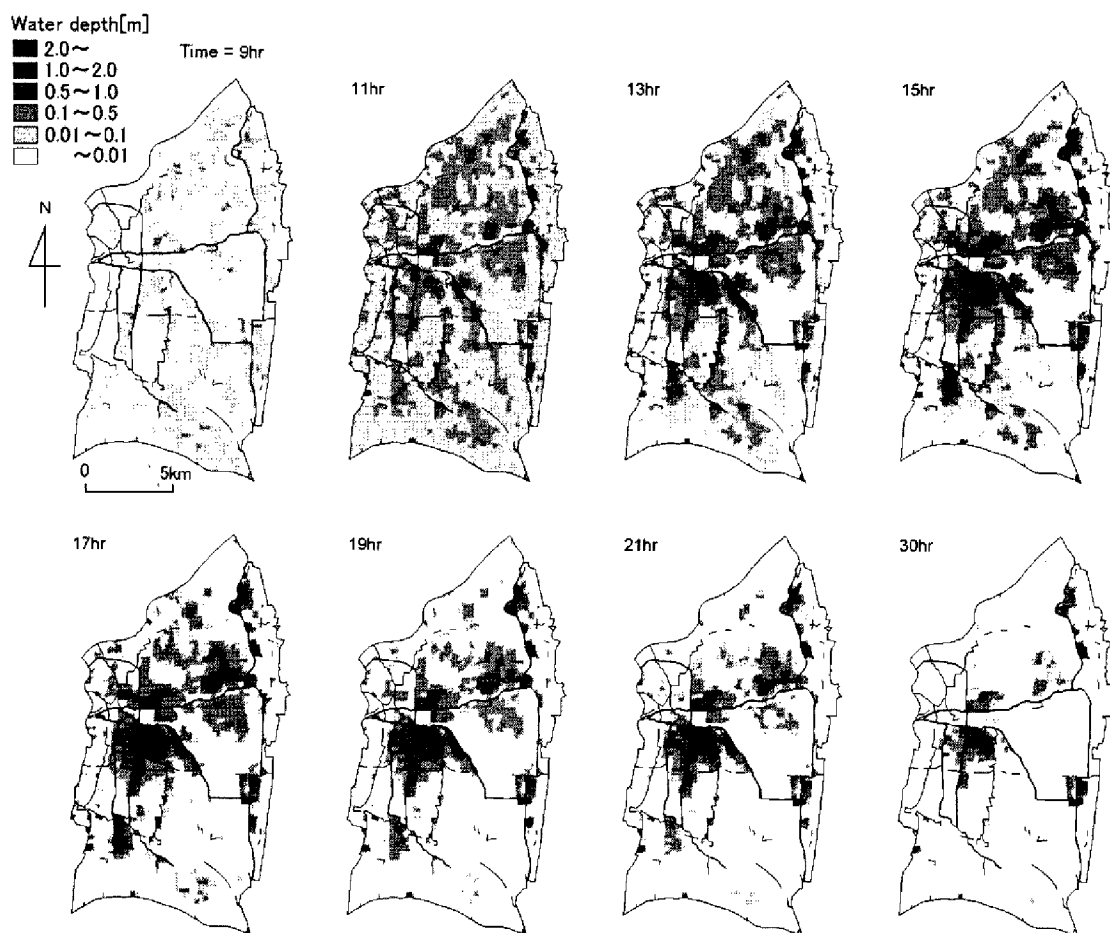 Water depth[m]
2.0～
1.0～2.0
0.5～1.0
0.1～0.5
0.01～0.1
～0.01
Time = 9hr
11hr
13hr
15hr
N
0 5km
17hr
19hr
21hr
30hr